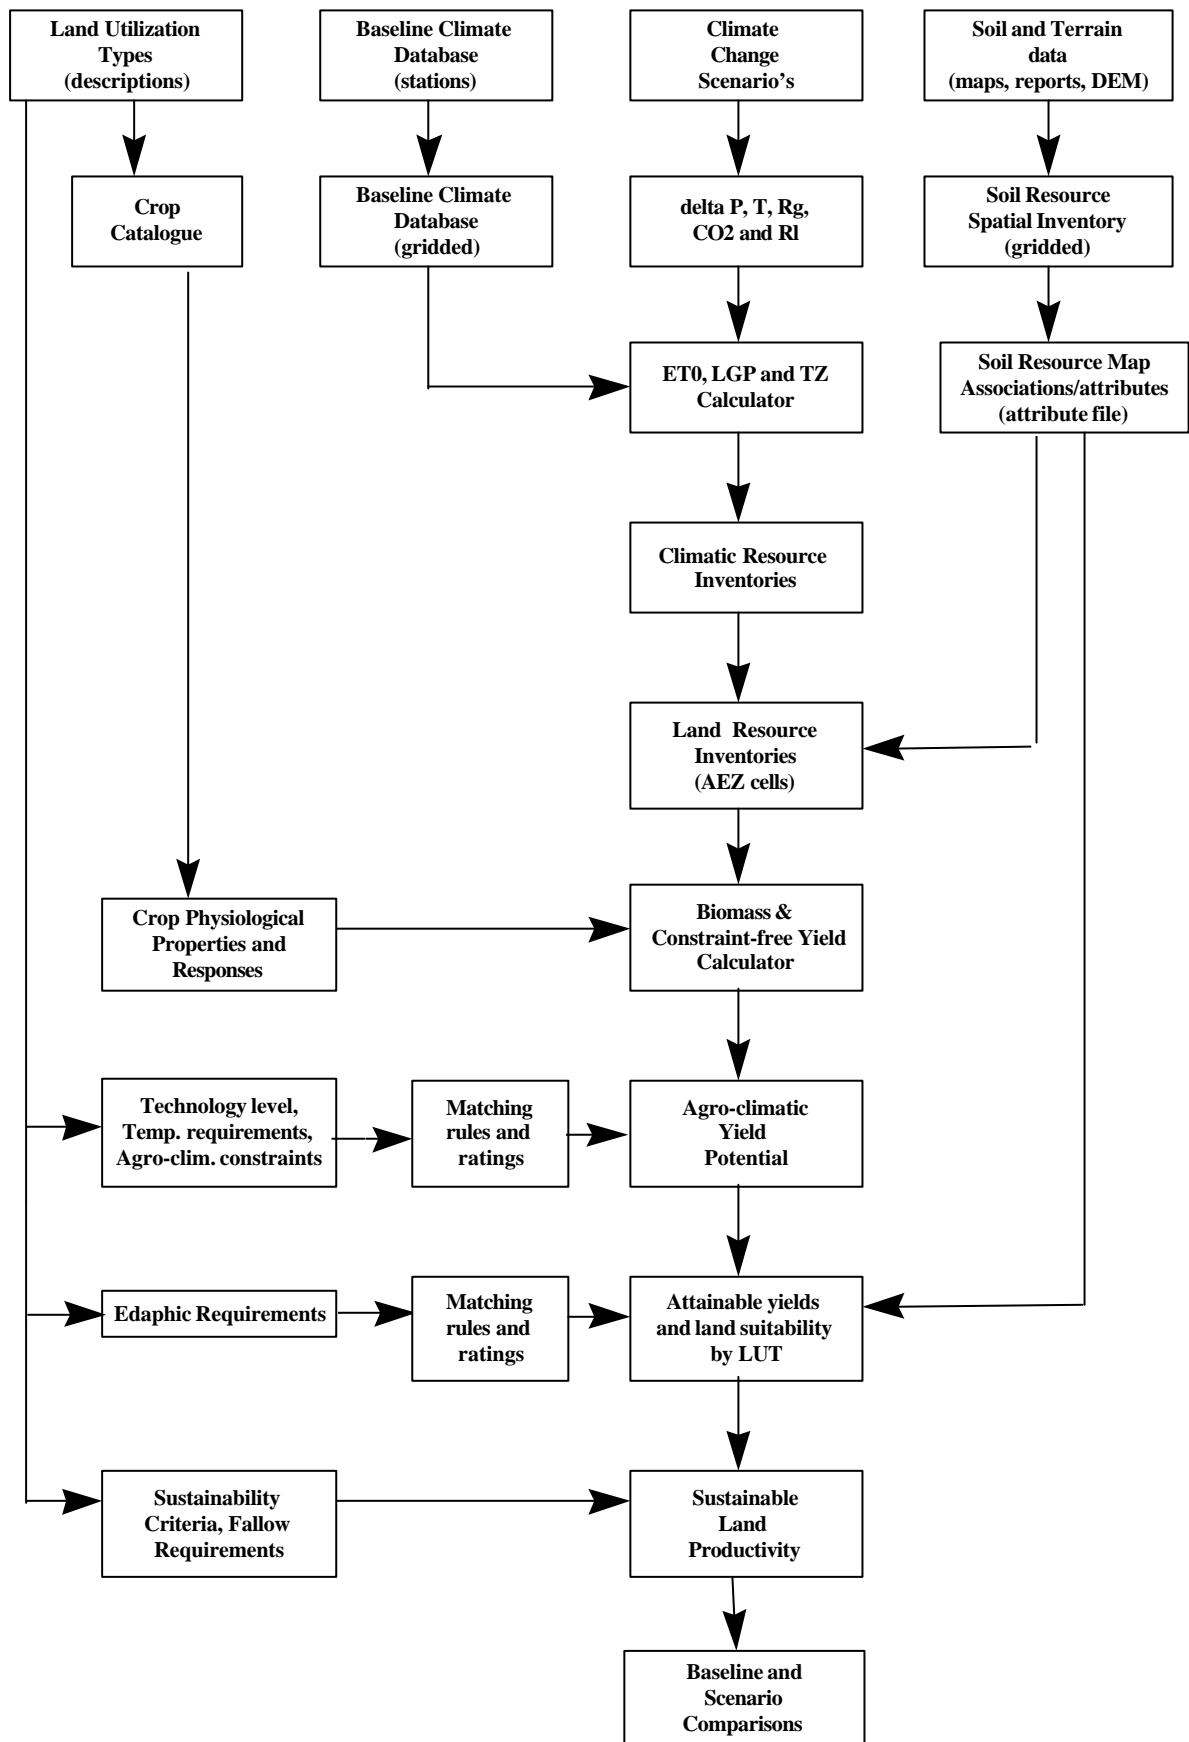 Land Utilization
Types
(descriptions)
Baseline Climate
Database
(stations)
Climate
Change
Scenario's
Soil and Terrain
data
(maps, reports, DEM)
Crop
Catalogue
Baseline Climate
Database
(gridded)
delta P, T, Rg,
CO2 and Rl
Soil Resource
Spatial Inventory
(gridded)
ET0, LGP and TZ
Calculator
Soil Resource Map
Associations/attributes
(attribute file)
Climatic Resource
Inventories
Land Resource
Inventories
(AEZ cells)
Crop Physiological
Properties and
Responses
Biomass &
Constraint-free Yield
Calculator
Technology level,
Temp. requirements,
Agro-clim. constraints
Matching
rules and
ratings
Agro-climatic
Yield
Potential
Edaphic Requirements
Matching
rules and
ratings
Attainable yields
and land suitability
by LUT
Sustainability
Criteria, Fallow
Requirements
Sustainable
Land
Productivity
Baseline and
Scenario
Comparisons